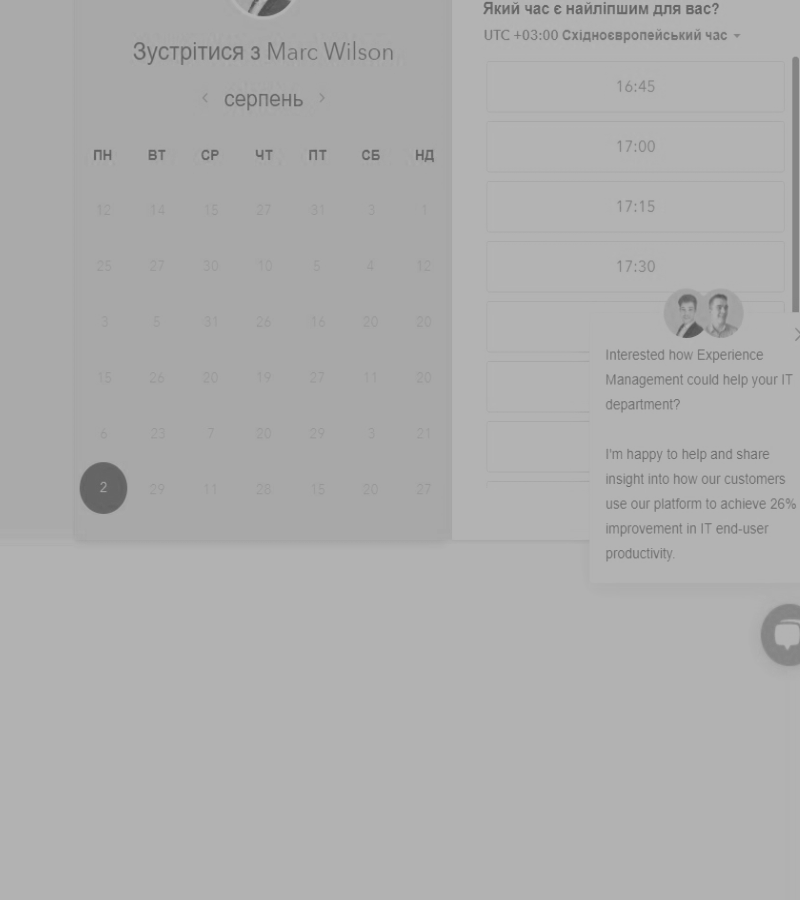 Зустрітися з Marc Wilson
серпень
ПН ВТ СР ЧТ ПТ СБ НД
12 14 15 27 31 3 1
25 27 30 10 5 4 12
3 5 31 26 16 20 20
15 26 20 19 27 11 20
6 23 7 20 29 3 21
2 29 11 28 15 20 27
Який час є найліпшим для вас?
UTC +03:00 Східноєвропейський час
16:45
17:00
17:15
17:30
Interested how Experience
Management could help your IT
department?
I'm happy to help and share
insight into how our customers
use our platform to achieve 26%
improvement in IT end-user
productivity.